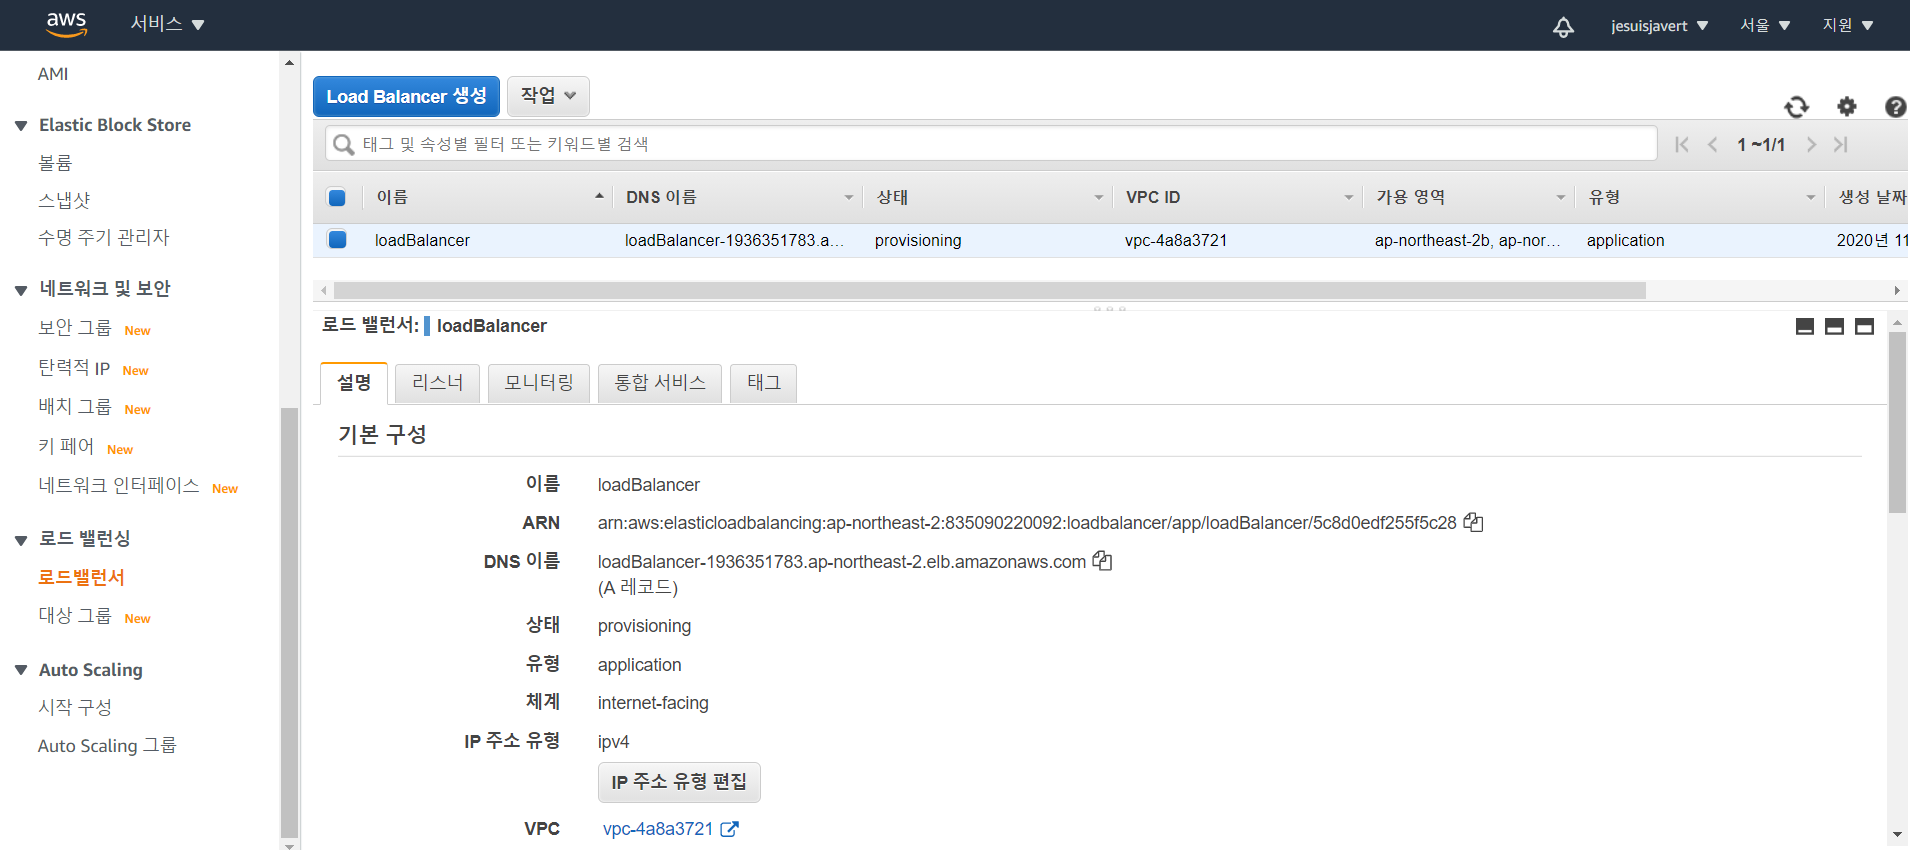 aws 서비스 jesuisjavert 서울 지원
AMI
Elastic Block Store
볼륨
스냅샷
수명 주기 관리자
네트워크 및 보안
보안 그룹 New
탄력적 IP New
배치 그룹 New
키 페어 New
네트워크 인터페이스 New
로드 밸런싱
로드밸런서
대상 그룹 New
Auto Scaling
시작 구성
Auto Scaling 그룹
Load Balancer 생성 작업
태그 및 속성별 필터 또는 키워드별 검색 1 ~1/1
이름 DNS 이름 상태 VPC ID 가용 영역 유형 생성 날짜
loadBalancer loadBalancer-1936351783.a... provisioning vpc-4a8a3721 ap-northeast-2b, ap-nor... application 2020년 11
로드 밸런서: loadBalancer
설명 리스너 모니터링 통합 서비스 태그
기본 구성
이름 loadBalancer
ARN arn:aws:elasticloadbalancing:ap-northeast-2:835090220092:loadbalancer/app/loadBalancer/5c8d0edf255f5c28
DNS 이름 loadBalancer-1936351783.ap-northeast-2.elb.amazonaws.com
(A 레코드)
상태 provisioning
유형 application
체계 internet-facing
IP 주소 유형 ipv4
IP 주소 유형 편집
VPC vpc-4a8a3721